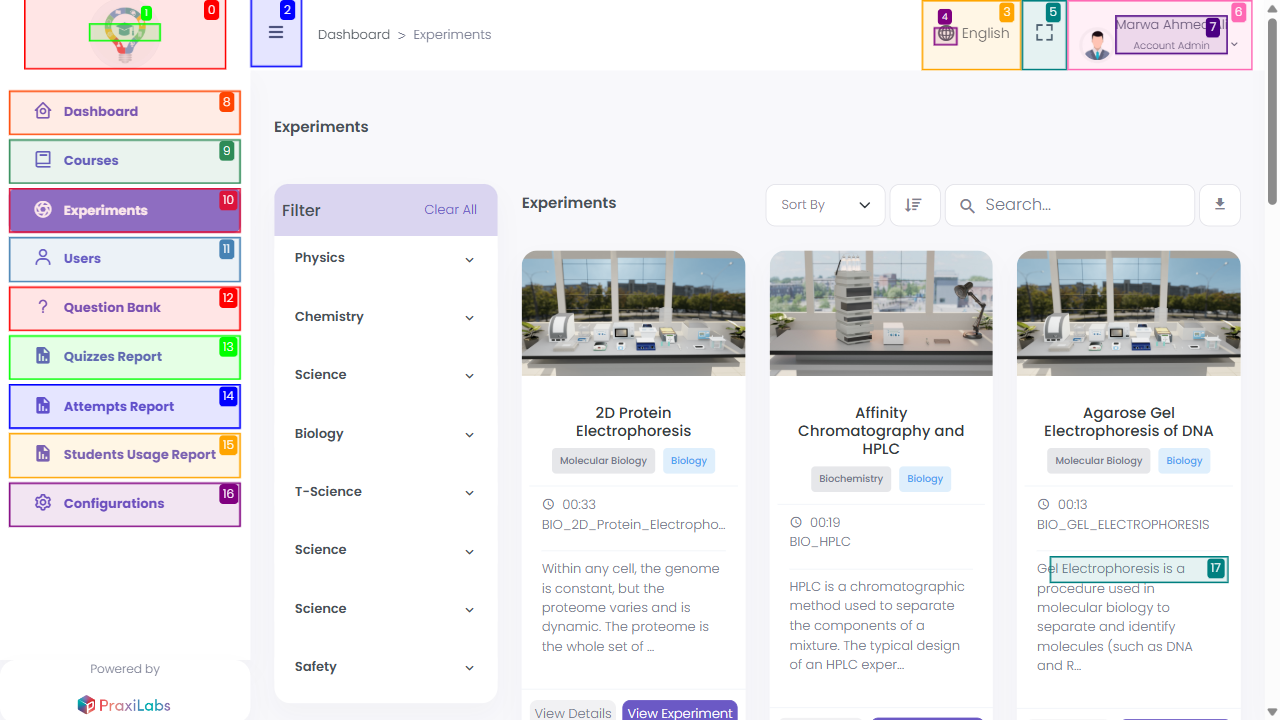 Dashboard > Experiments
English
Marwa Ahmed
Account Admin
Dashboard
Courses
Experiments
Users
Question Bank
Quizzes Report
Attempts Report
Students Usage Report
Configurations
Powered by
PraxiLabs
Experiments
Filter
Clear All
Physics
Chemistry
Science
Biology
T-Science
Science
Science
Safety
Experiments
Sort By
Search...
2D Protein
Electrophoresis
Molecular Biology
Biology
00:33
BIO_2D_Protein_Electropho...
Within any cell, the genome
is constant, but the
proteome varies and is
dynamic. The proteome is
the whole set of ...
View Details
View Experiment
Affinity
Chromatography and
HPLC
Biochemistry
Biology
00:19
BIO_HPLC
HPLC is a chromatographic
method used to separate
the components of a
mixture. The typical design
of an HPLC exper...
Agarose Gel
Electrophoresis of DNA
Molecular Biology
Biology
00:13
BIO_GEL_ELECTROPHORESIS
Gel Electrophoresis is a
procedure used in
molecular biology to
separate and identify
molecules (such as DNA
and R...
0
1
2
3
4
5
6
7
8
9
10
11
12
13
14
15
16
17